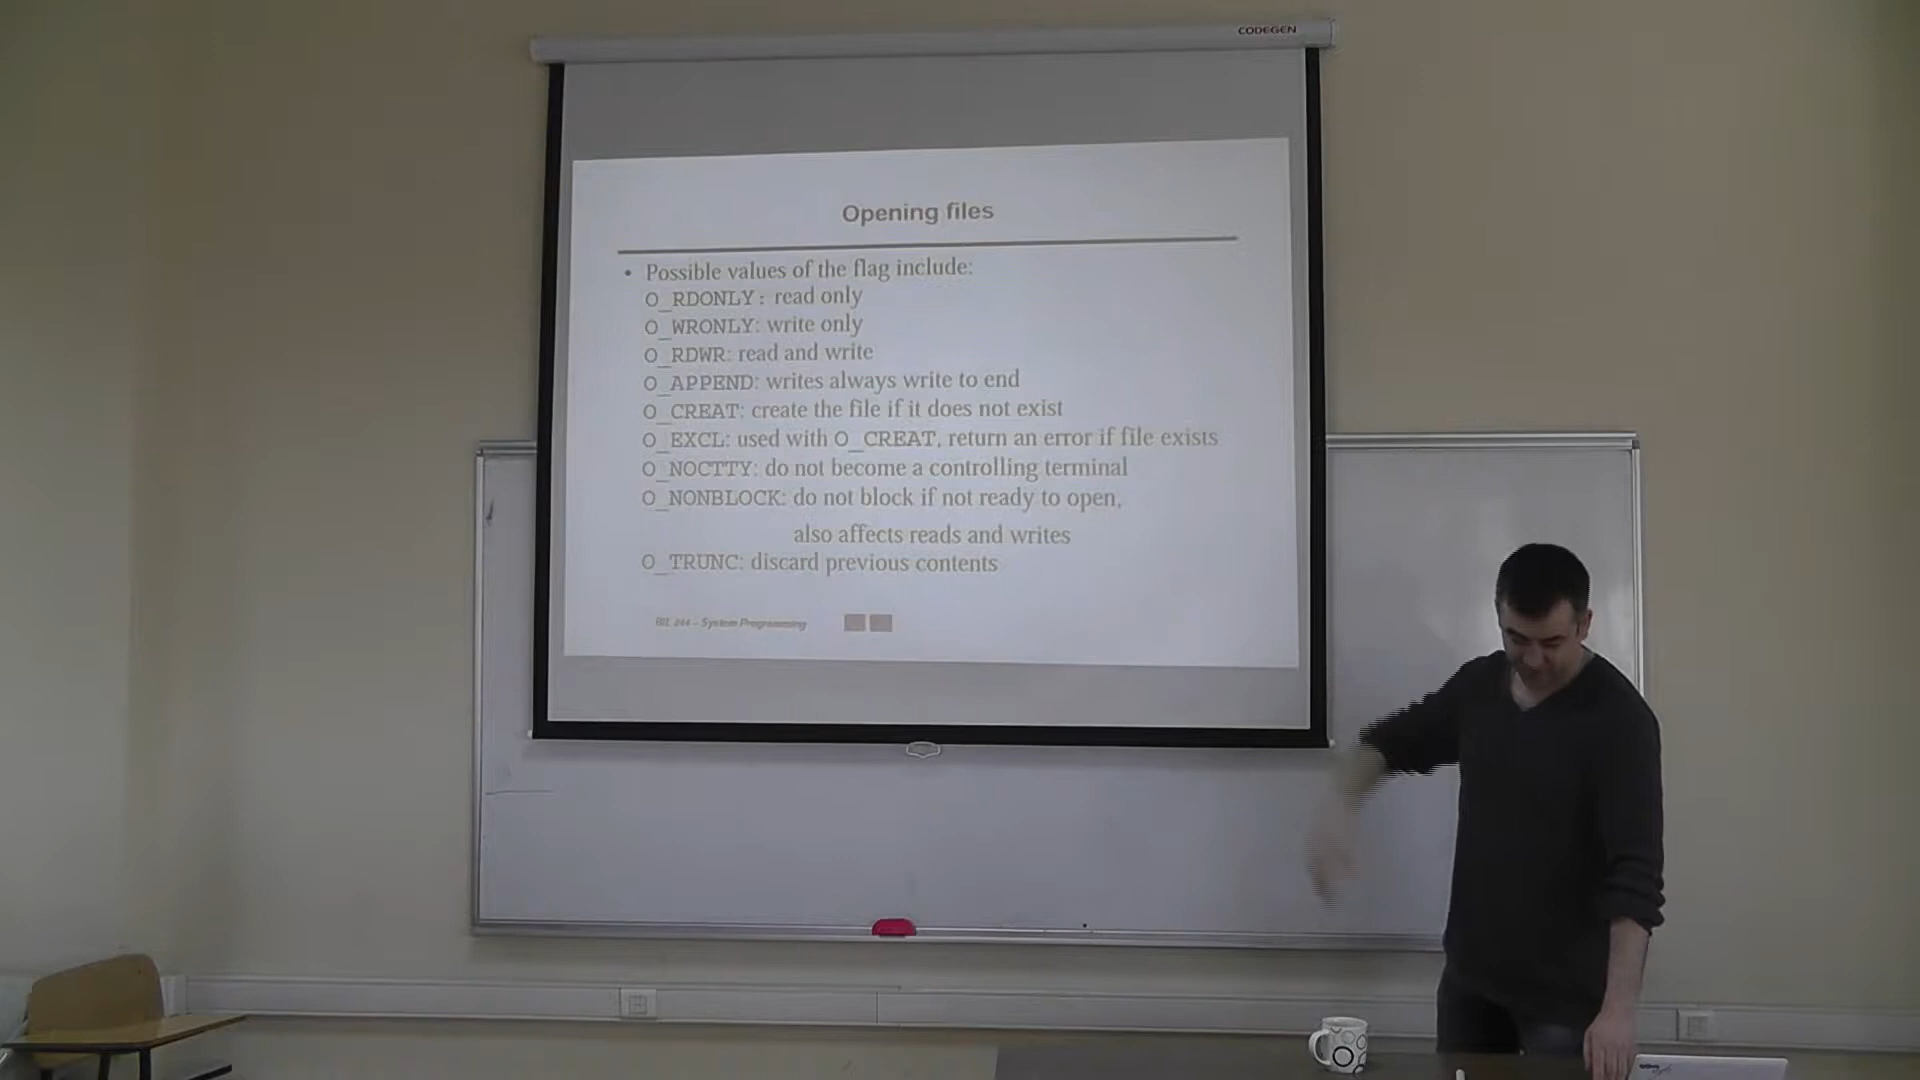 CODEGEN
Opening files
• Possible values of the flag include:
O_RDONLY: read only
O_WRONLY: write only
O_RDWR: read and write
O_APPEND: writes always write to end
O_CREAT: create the file if it does not exist
O_EXCL: used with O_CREAT, return an error if file exists
O_NOCTTY: do not become a controlling terminal
O_NONBLOCK: do not block if not ready to open,
also affects reads and writes
O_TRUNC: discard previous contents
BIL 244 – System Programming